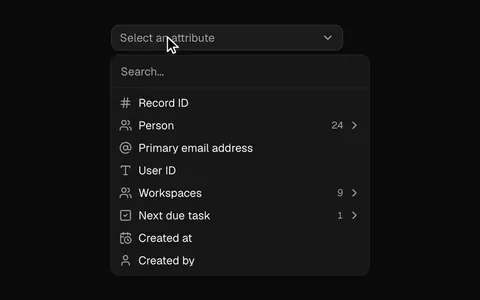 Select an attribute
Search...
Record ID
Person 24
Primary email address
User ID
Workspaces 9
Next due task 1
Created at
Created by